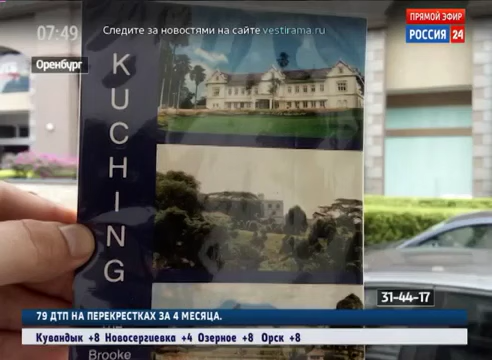 07:49
Следите за новостями на сайте vestirama.ru
ПРЯМОЙ ЭФИР
РОССИЯ 24
Оренбург
KUCHING
31-44-17
79 ДТП НА ПЕРЕКРЕСТКАХ ЗА 4 МЕСЯЦА.
Кувандык +8 Новосергиевка +4 Озерное +8 Орск +8
Brooke